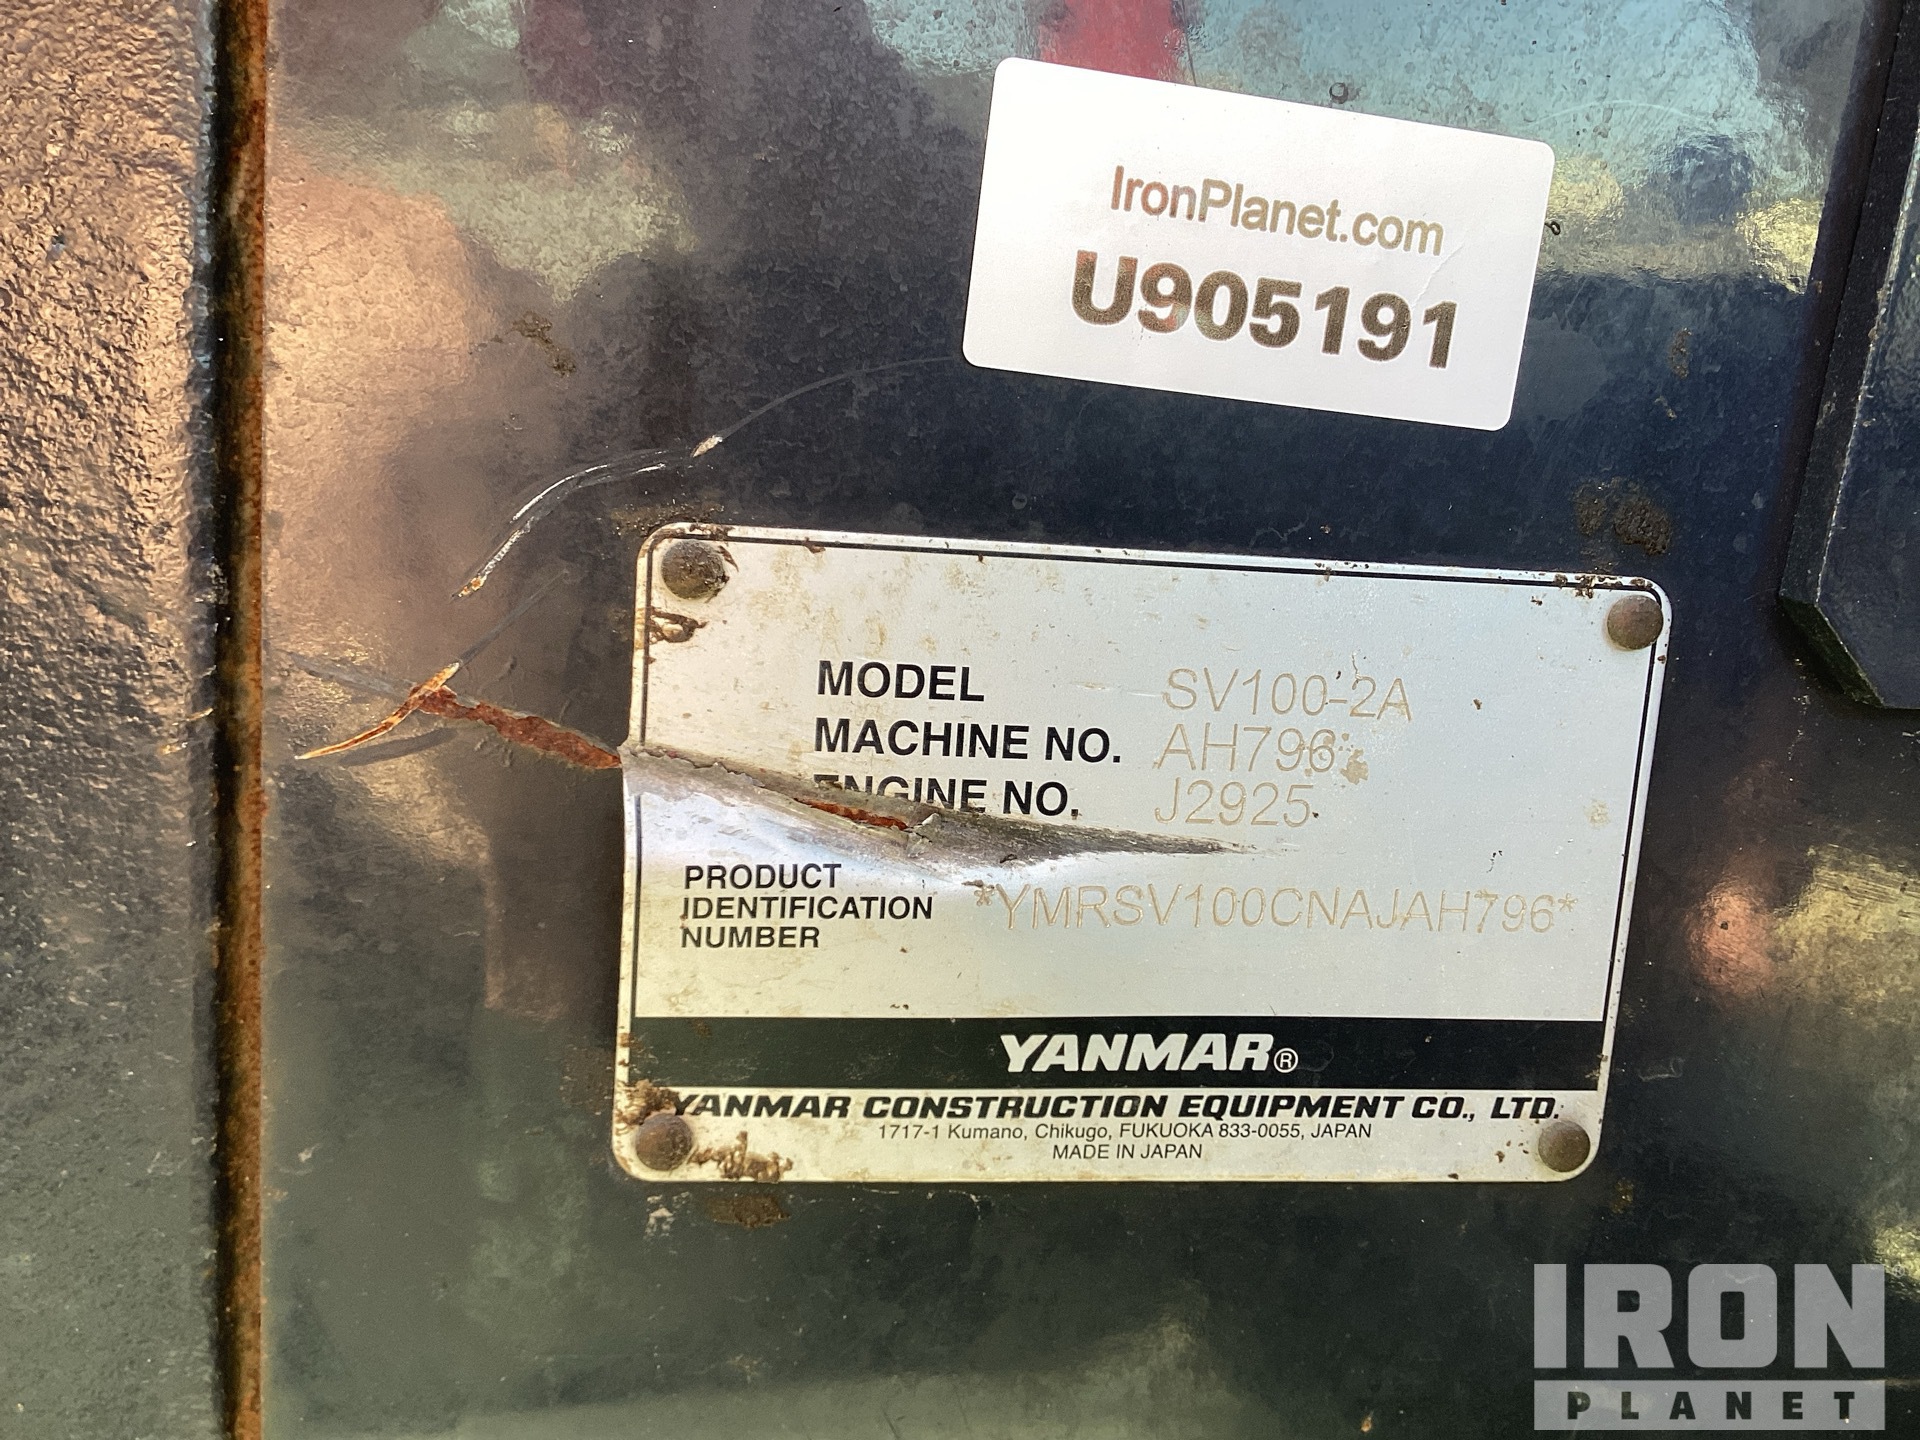 IronPlanet.com
U905191
MODEL SV100-2A
MACHINE NO. AH796
ENGINE NO. J2925
PRODUCT
IDENTIFICATION
NUMBER
*YMRSV100CNAJAH796*
YANMAR®
YANMAR CONSTRUCTION EQUIPMENT CO., LTD.
1717-1 Kumano, Chikugo, FUKUOKA 833-0055, JAPAN
MADE IN JAPAN
IRON
PLANET